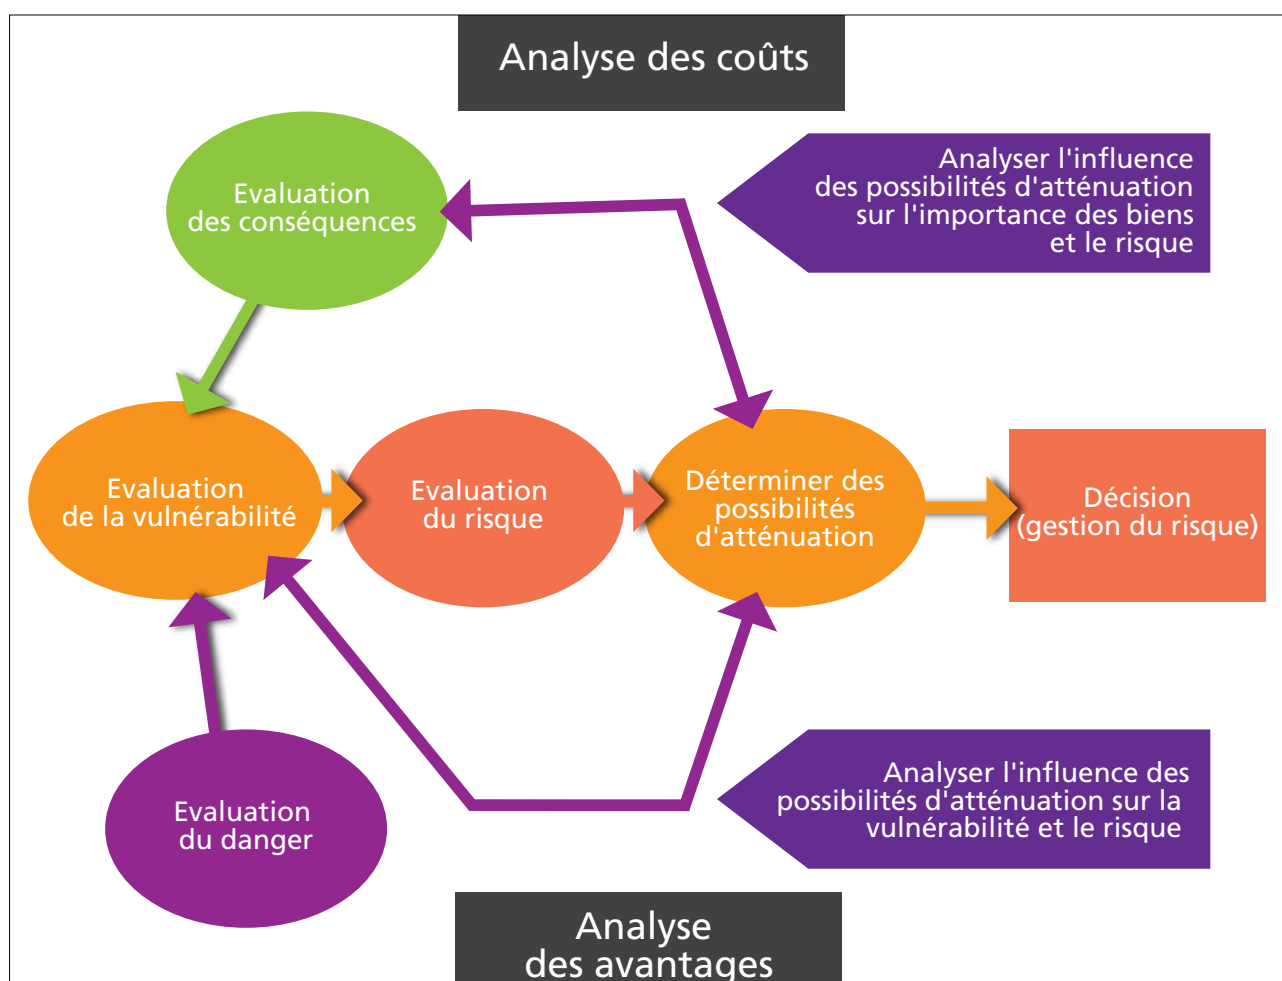 Analyse des coûts
Analyser l'influence
des possibilités d'atténuation
sur l'importance des biens
et le risque
Evaluation
des conséquences
Evaluation
de la vulnérabilité
Evaluation
du risque
Déterminer des
possibilités
d'atténuation
Décision
(gestion du risque)
Evaluation
du danger
Analyser l'influence des
possibilités d'atténuation sur la
vulnérabilité et le risque
Analyse
des avantages